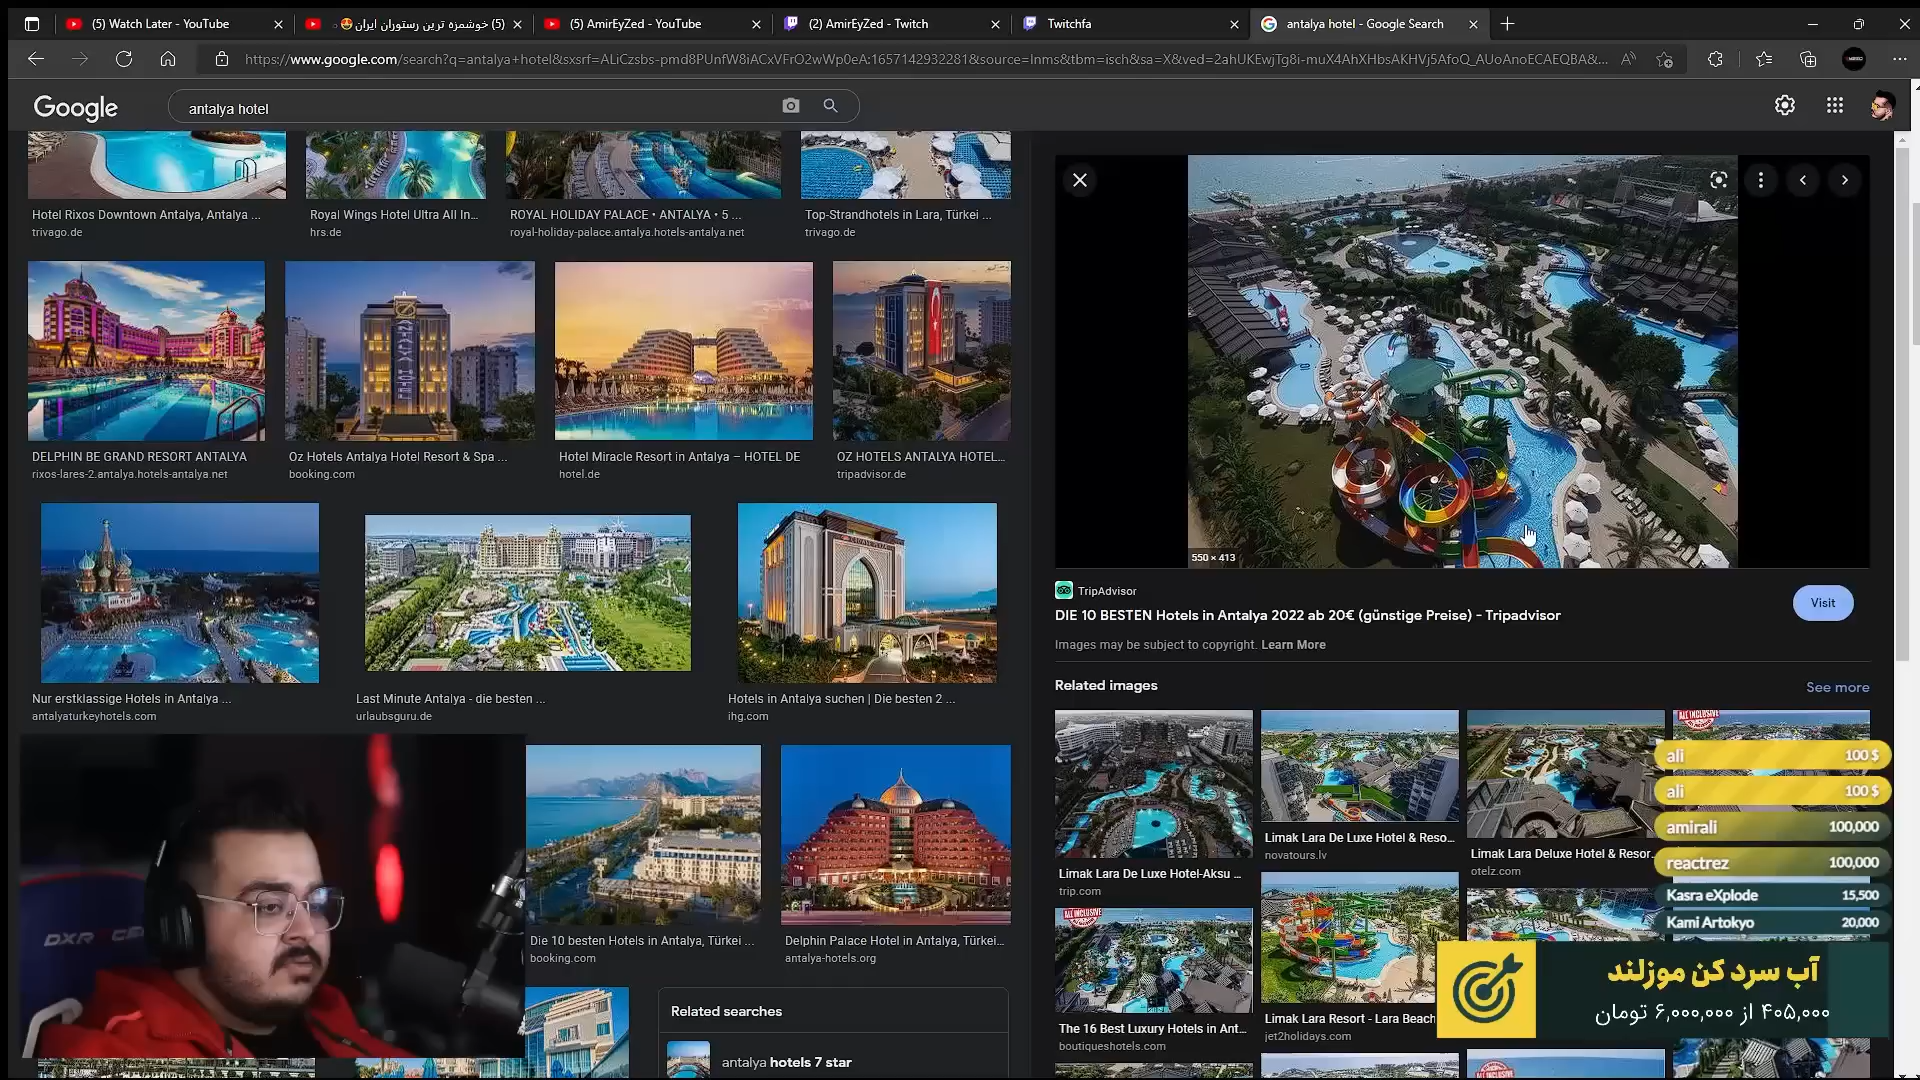 (5) Watch Later - YouTube
(5) خوشمزه ترین رستوران ایران
(5) AmirEyZed - YouTube
(2) AmirEyZed - Twitch
Twitchfa
antalya hotel - Google Search
https://www.google.com/search?q=antalya+hotel&sxsrf=ALiCzsbs-pmd8PUnfW8iACxVFrO2wWp0eA:1657142932281&source=lnms&tbm=isch&sa=X&ved=2ahUKEwjTg8i-muX4AhXHbsAKHVj5AfoQ_AUoAnoECAEQBA&...
Google
antalya hotel
Hotel Rixos Downtown Antalya, Antalya ...
trivago.de
Royal Wings Hotel Ultra All In...
hrs.de
ROYAL HOLIDAY PALACE • ANTALYA • 5 ...
royal-holiday-palace.antalya.hotels-antalya.net
Top-Strandhotels in Lara, Türkei ...
trivago.de
DELPHIN BE GRAND RESORT ANTALYA
rixos-lares-2.antalya.hotels-antalya.net
Oz Hotels Antalya Hotel Resort & Spa ...
booking.com
Hotel Miracle Resort in Antalya – HOTEL DE
hotel.de
OZ HOTELS ANTALYA HOTEL...
tripadvisor.de
Nur erstklassige Hotels in Antalya ...
antalyaturkeyhotels.com
Last Minute Antalya - die besten ...
urlaubsguru.de
Hotels in Antalya suchen | Die besten 2 ...
ihg.com
Die 10 besten Hotels in Antalya, Türkei ...
booking.com
Delphin Palace Hotel in Antalya, Türkei...
antalya-hotels.org
Related searches
antalya hotels 7 star
550 × 413
TripAdvisor
DIE 10 BESTEN Hotels in Antalya 2022 ab 20€ (günstige Preise) - Tripadvisor
Visit
Images may be subject to copyright. Learn More
Related images
See more
ALL INCLUSIVE
Limak Lara De Luxe Hotel-Aksu ...
trip.com
Limak Lara De Luxe Hotel & Reso...
novatours.lv
Limak Lara Deluxe Hotel & Resor
otelz.com
ALL INCLUSIVE
The 16 Best Luxury Hotels in Ant...
boutiqueshotels.com
Limak Lara Resort - Lara Beach
jet2holidays.com
ali 100 $
ali 100 $
amirali 100,000
reactrez 100,000
Kasra eXplode 15,500
Kami Artokyo 20,000
آب سرد کن موزلند
۴۰۵,۰۰۰ از ۶,۰۰۰,۰۰۰ تومان